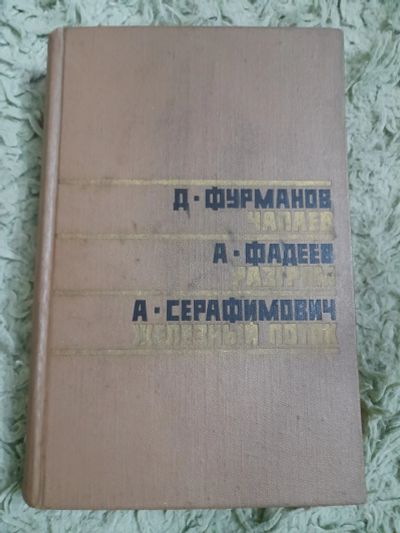 Д · ФУРМАНОВ
ЧАПАЕВ
А · ФАДЕЕВ
РАЗГРОМ
А · СЕРАФИМОВИЧ
ЖЕЛЕЗНЫЙ ПОТОК